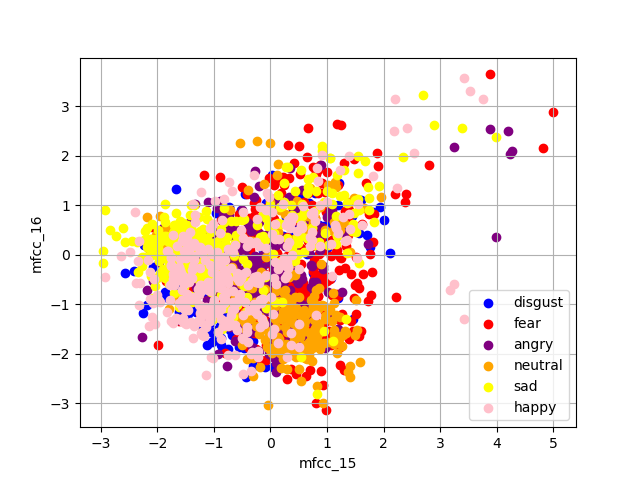 3
2
1
0
−1
−2
−3
mfcc_16
−3 −2 −1 0 1 2 3 4 5
mfcc_15
disgust
fear
angry
neutral
sad
happy